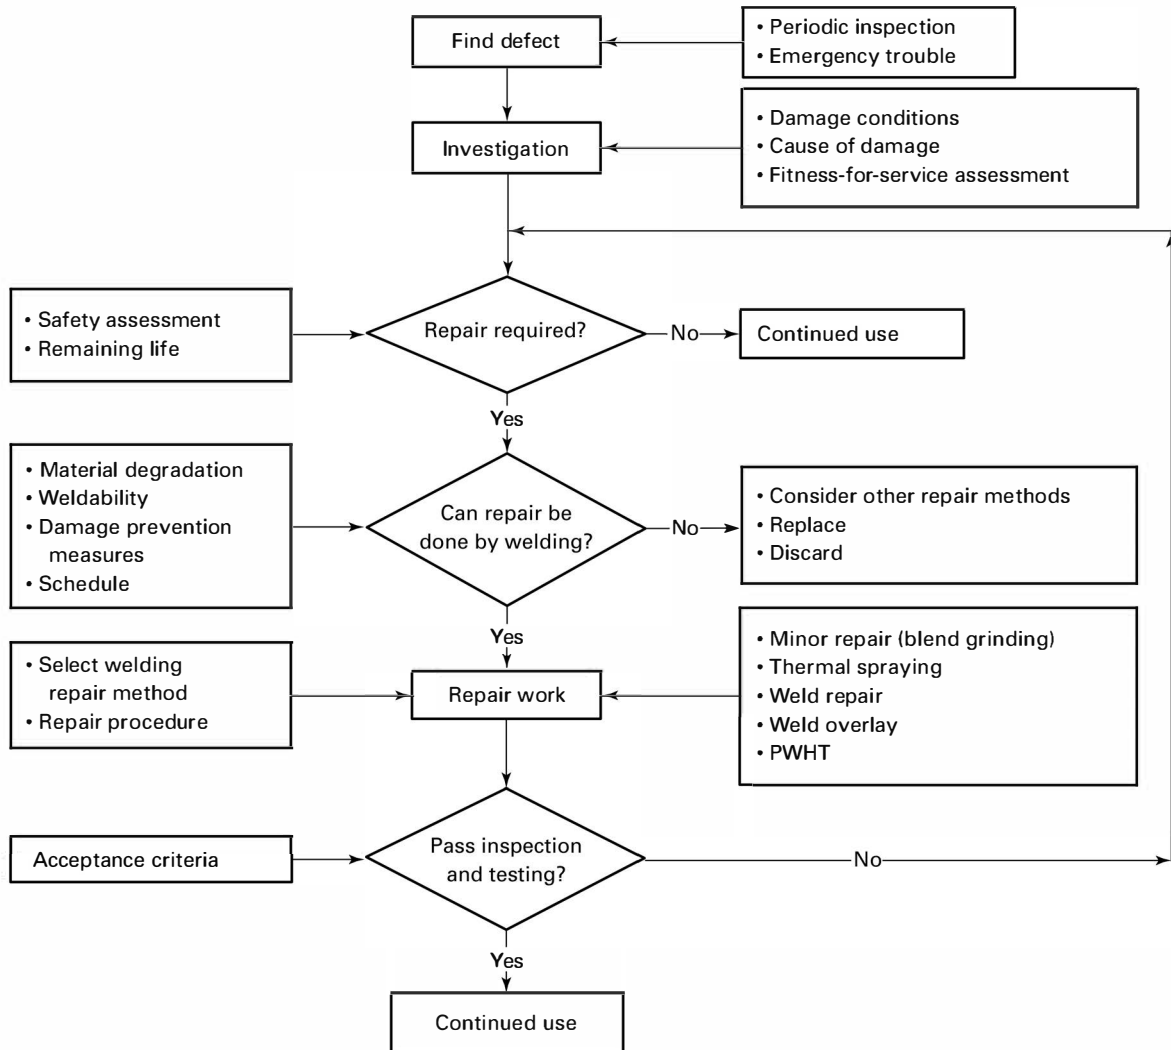 Find defect
• Periodic inspection
• Emergency trouble
Investigation
• Damage conditions
• Cause of damage
• Fitness-for-service assessment
• Safety assessment
• Remaining life
Repair required?
No
Continued use
Yes
• Material degradation
• Weldability
• Damage prevention
measures
• Schedule
Can repair be
done by welding?
No
• Consider other repair methods
• Replace
• Discard
Yes
• Select welding
repair method
• Repair procedure
Repair work
• Minor repair (blend grinding)
• Thermal spraying
• Weld repair
• Weld overlay
• PWHT
Acceptance criteria
Pass inspection
and testing?
No
Yes
Continued use